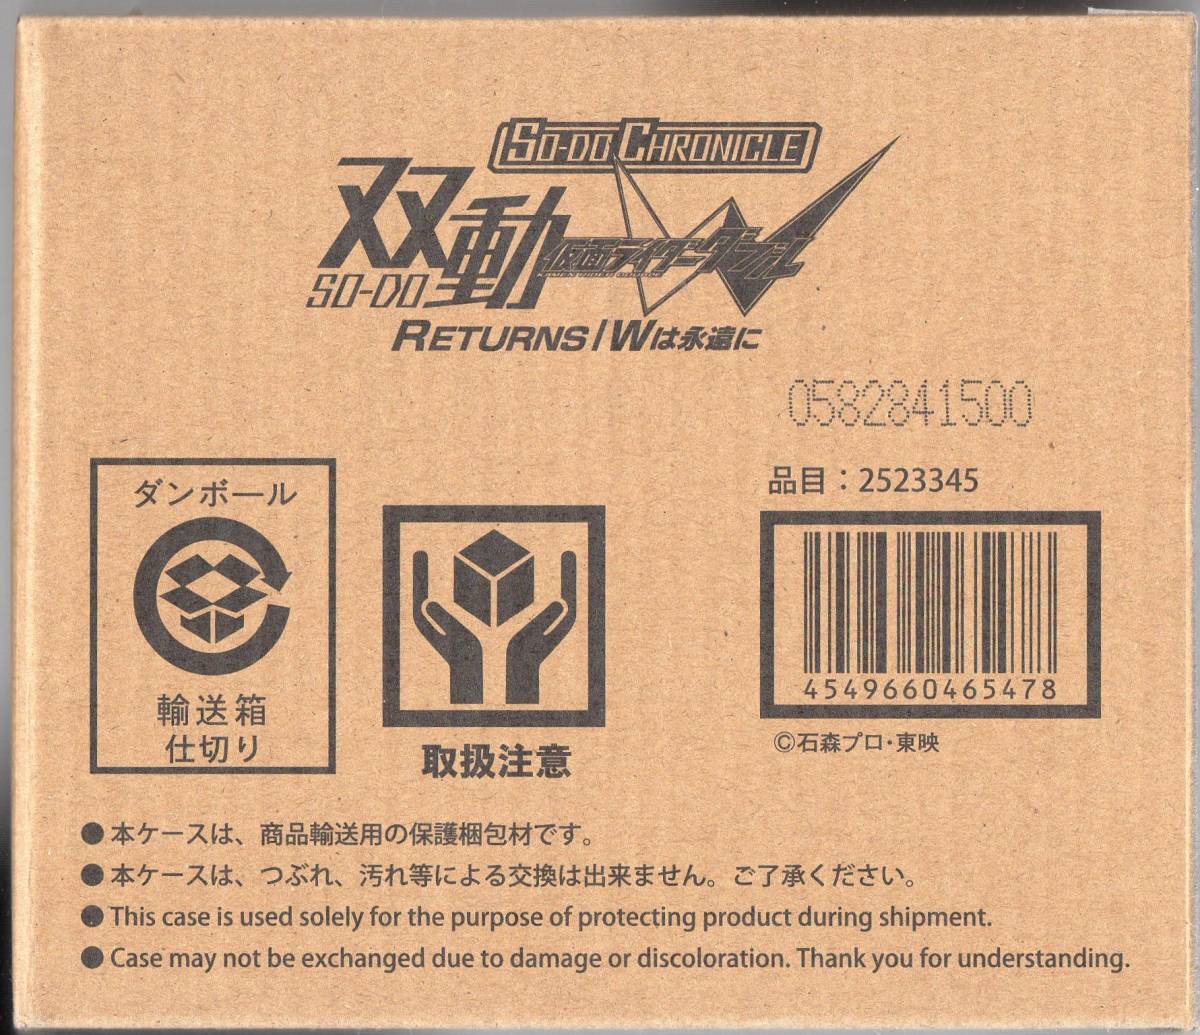 SO-DO CHRONICLE
双動
SO-DO
仮面ライダーダブル
RETURNS/Wは永遠に
0582841500
品目：2523345
ダンボール
輸送箱
仕切り
取扱注意
4549660465478
©石森プロ・東映
● 本ケースは、商品輸送用の保護梱包材です。
● 本ケースは、つぶれ、汚れ等による交換は出来ません。ご了承ください。
● This case is used solely for the purpose of protecting product during shipment.
● Case may not be exchanged due to damage or discoloration. Thank you for understanding.